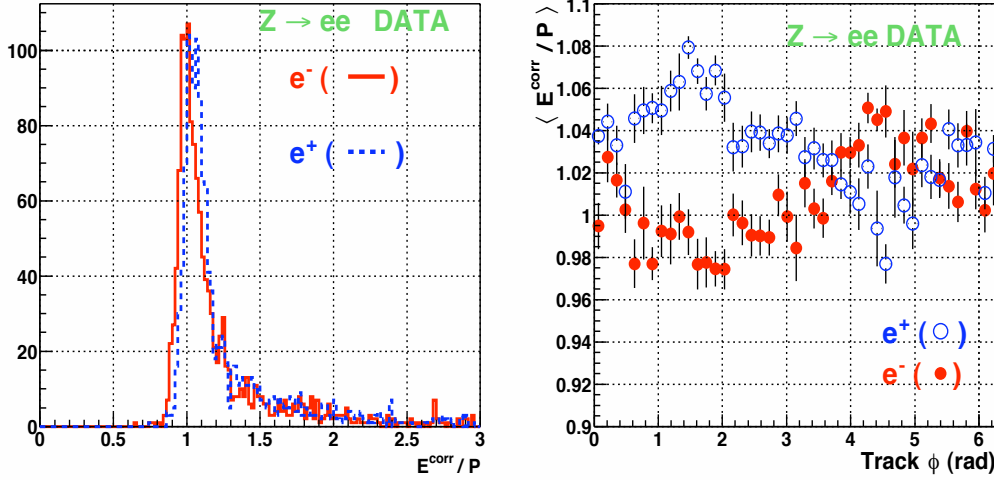 Z → ee DATA
e⁻ ( )
e⁺ ( )
100
80
60
40
20
0
0 0.5 1 1.5 2 2.5 3
E^corr / P
⟨ E^corr / P ⟩
Z → ee DATA
1.1
1.08
1.06
1.04
1.02
1
0.98
0.96
0.94
0.92
0.9
e⁺ ( )
e⁻ ( )
0 1 2 3 4 5 6
Track ϕ (rad)